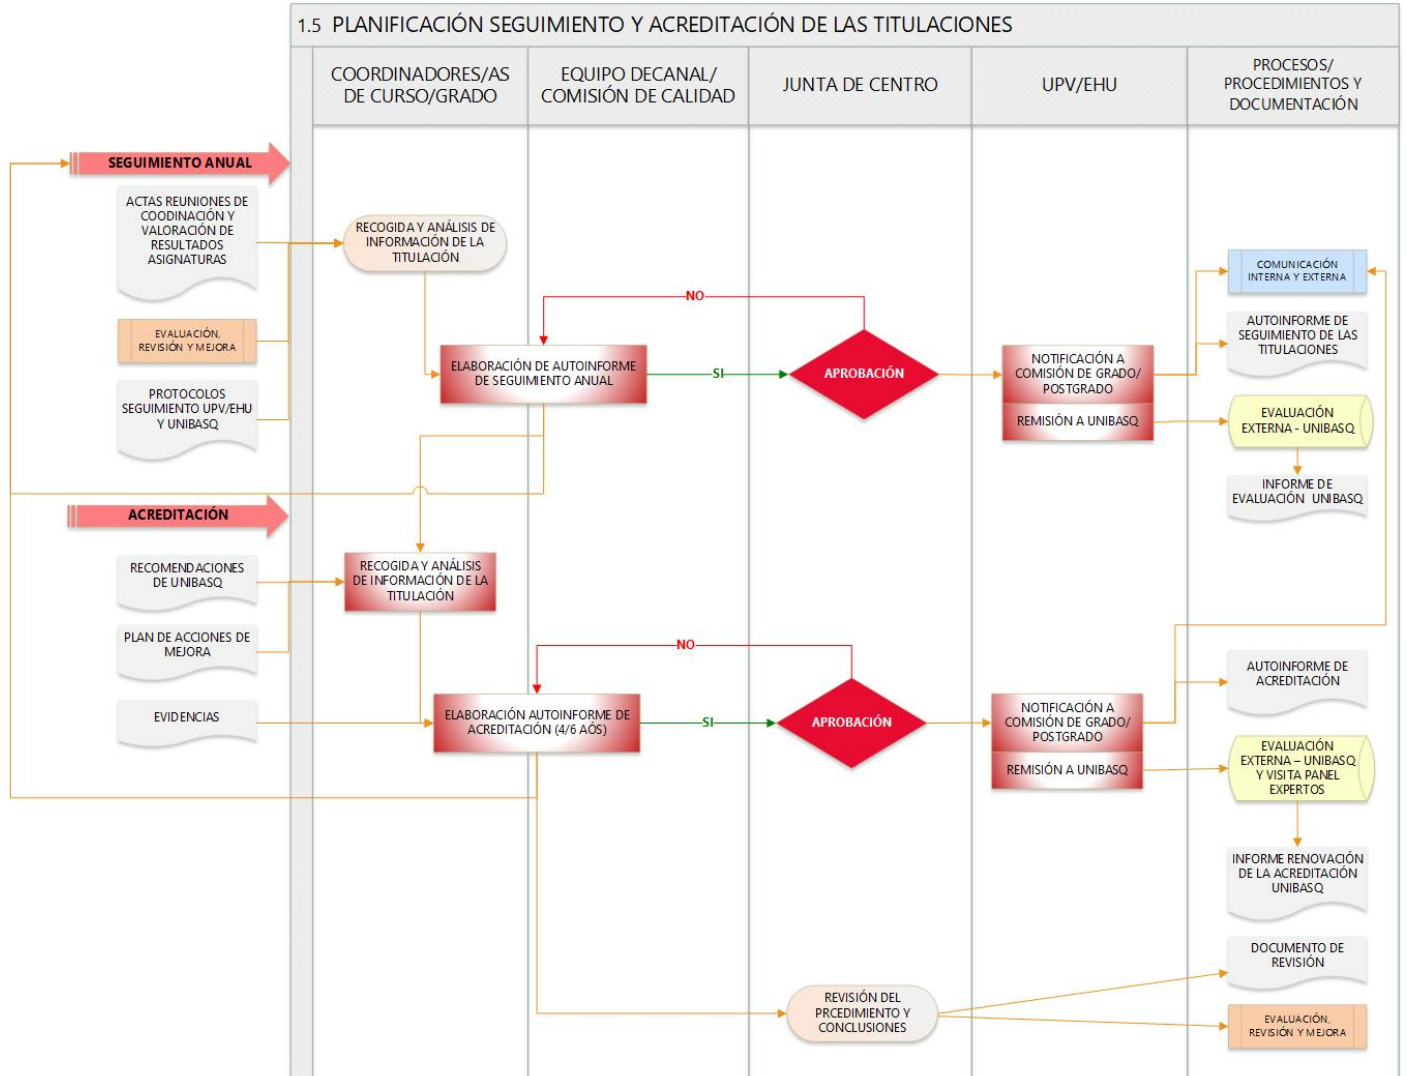 1.5 PLANIFICACIÓN SEGUIMIENTO Y ACREDITACIÓN DE LAS TITULACIONES
COORDINADORES/AS
DE CURSO/GRADO
EQUIPO DECANAL/
COMISIÓN DE CALIDAD
JUNTA DE CENTRO
UPV/EHU
PROCESOS/
PROCEDIMIENTOS Y
DOCUMENTACIÓN
SEGUIMIENTO ANUAL
ACTAS REUNIONES DE
COODINACIÓN Y
VALORACIÓN DE
RESULTADOS
ASIGNATURAS
EVALUACIÓN,
REVISIÓN Y MEJORA
PROTOCOLOS
SEGUIMIENTO UPV/EHU
Y UNIBASQ
RECOGIDA Y ANÁLISIS DE
INFORMACIÓN DE LA
TITULACIÓN
NO
ELABORACIÓN DE AUTOINFORME
DE SEGUIMIENTO ANUAL
SI
APROBACIÓN
NOTIFICACIÓN A
COMISIÓN DE GRADO/
POSTGRADO
REMISIÓN A UNIBASQ
COMUNICACIÓN
INTERNA Y EXTERNA
AUTOINFORME DE
SEGUIMIENTO DE LAS
TITULACIONES
EVALUACIÓN
EXTERNA - UNIBASQ
INFORME DE
EVALUACIÓN UNIBASQ
ACREDITACIÓN
RECOMENDACIONES
DE UNIBASQ
PLAN DE ACCIONES DE
MEJORA
EVIDENCIAS
RECOGIDA Y ANÁLISIS
DE INFORMACIÓN DE LA
TITULACIÓN
NO
ELABORACIÓN AUTOINFORME DE
ACREDITACIÓN (4/6 AÓS)
SI
APROBACIÓN
NOTIFICACIÓN A
COMISIÓN DE GRADO/
POSTGRADO
REMISIÓN A UNIBASQ
AUTOINFORME DE
ACREDITACIÓN
EVALUACIÓN
EXTERNA – UNIBASQ
Y VISITA PANEL
EXPERTOS
INFORME RENOVACIÓN
DE LA ACREDITACIÓN
UNIBASQ
REVISIÓN DEL
PRCEDIMIENTO Y
CONCLUSIONES
DOCUMENTO DE
REVISIÓN
EVALUACIÓN,
REVISIÓN Y MEJORA